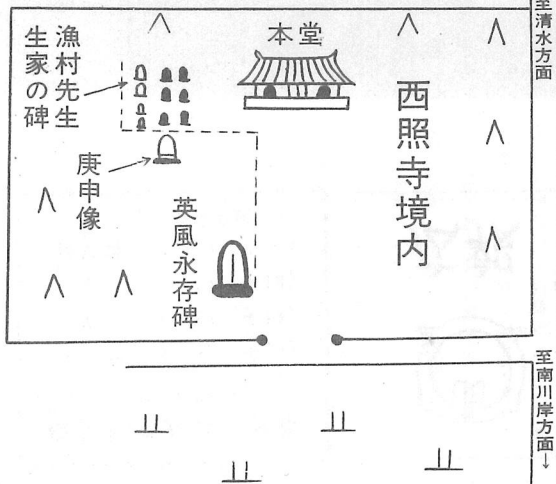 至清水方面
本堂
西照寺境内
漁村先生
生家の碑
庚申像
英風永存碑
至南川岸方面↓